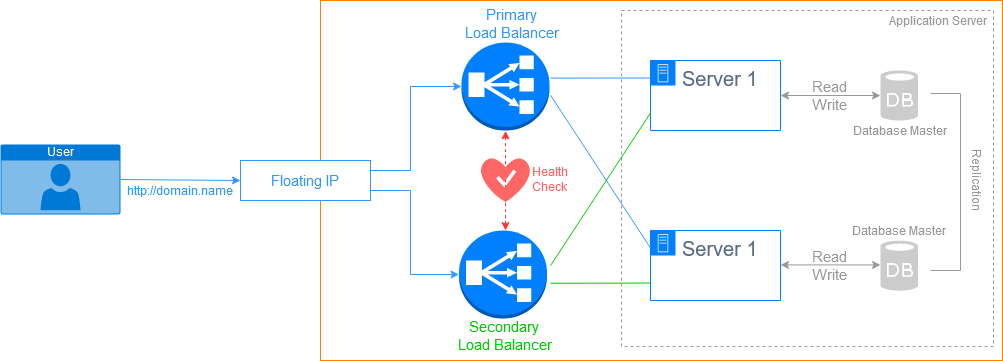 Primary
Load Balancer
Application Server
Server 1
Read
Write
DB
Database Master
User
http://domain.name
Floating IP
Health
Check
Replication
Database Master
Server 1
Read
Write
DB
Secondary
Load Balancer